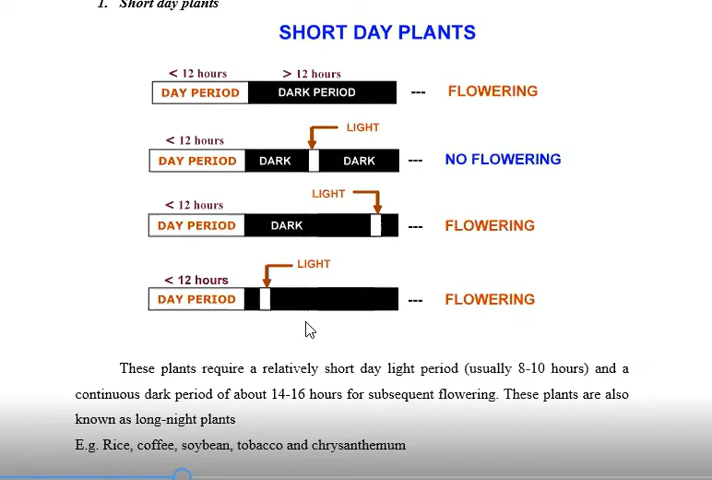 1. Short day plants
SHORT DAY PLANTS
< 12 hours > 12 hours
DAY PERIOD DARK PERIOD --- FLOWERING
LIGHT
< 12 hours
DAY PERIOD DARK DARK --- NO FLOWERING
LIGHT
< 12 hours
DAY PERIOD DARK --- FLOWERING
LIGHT
< 12 hours
DAY PERIOD --- FLOWERING
These plants require a relatively short day light period (usually 8-10 hours) and a
continuous dark period of about 14-16 hours for subsequent flowering. These plants are also
known as long-night plants
E.g. Rice, coffee, soybean, tobacco and chrysanthemum